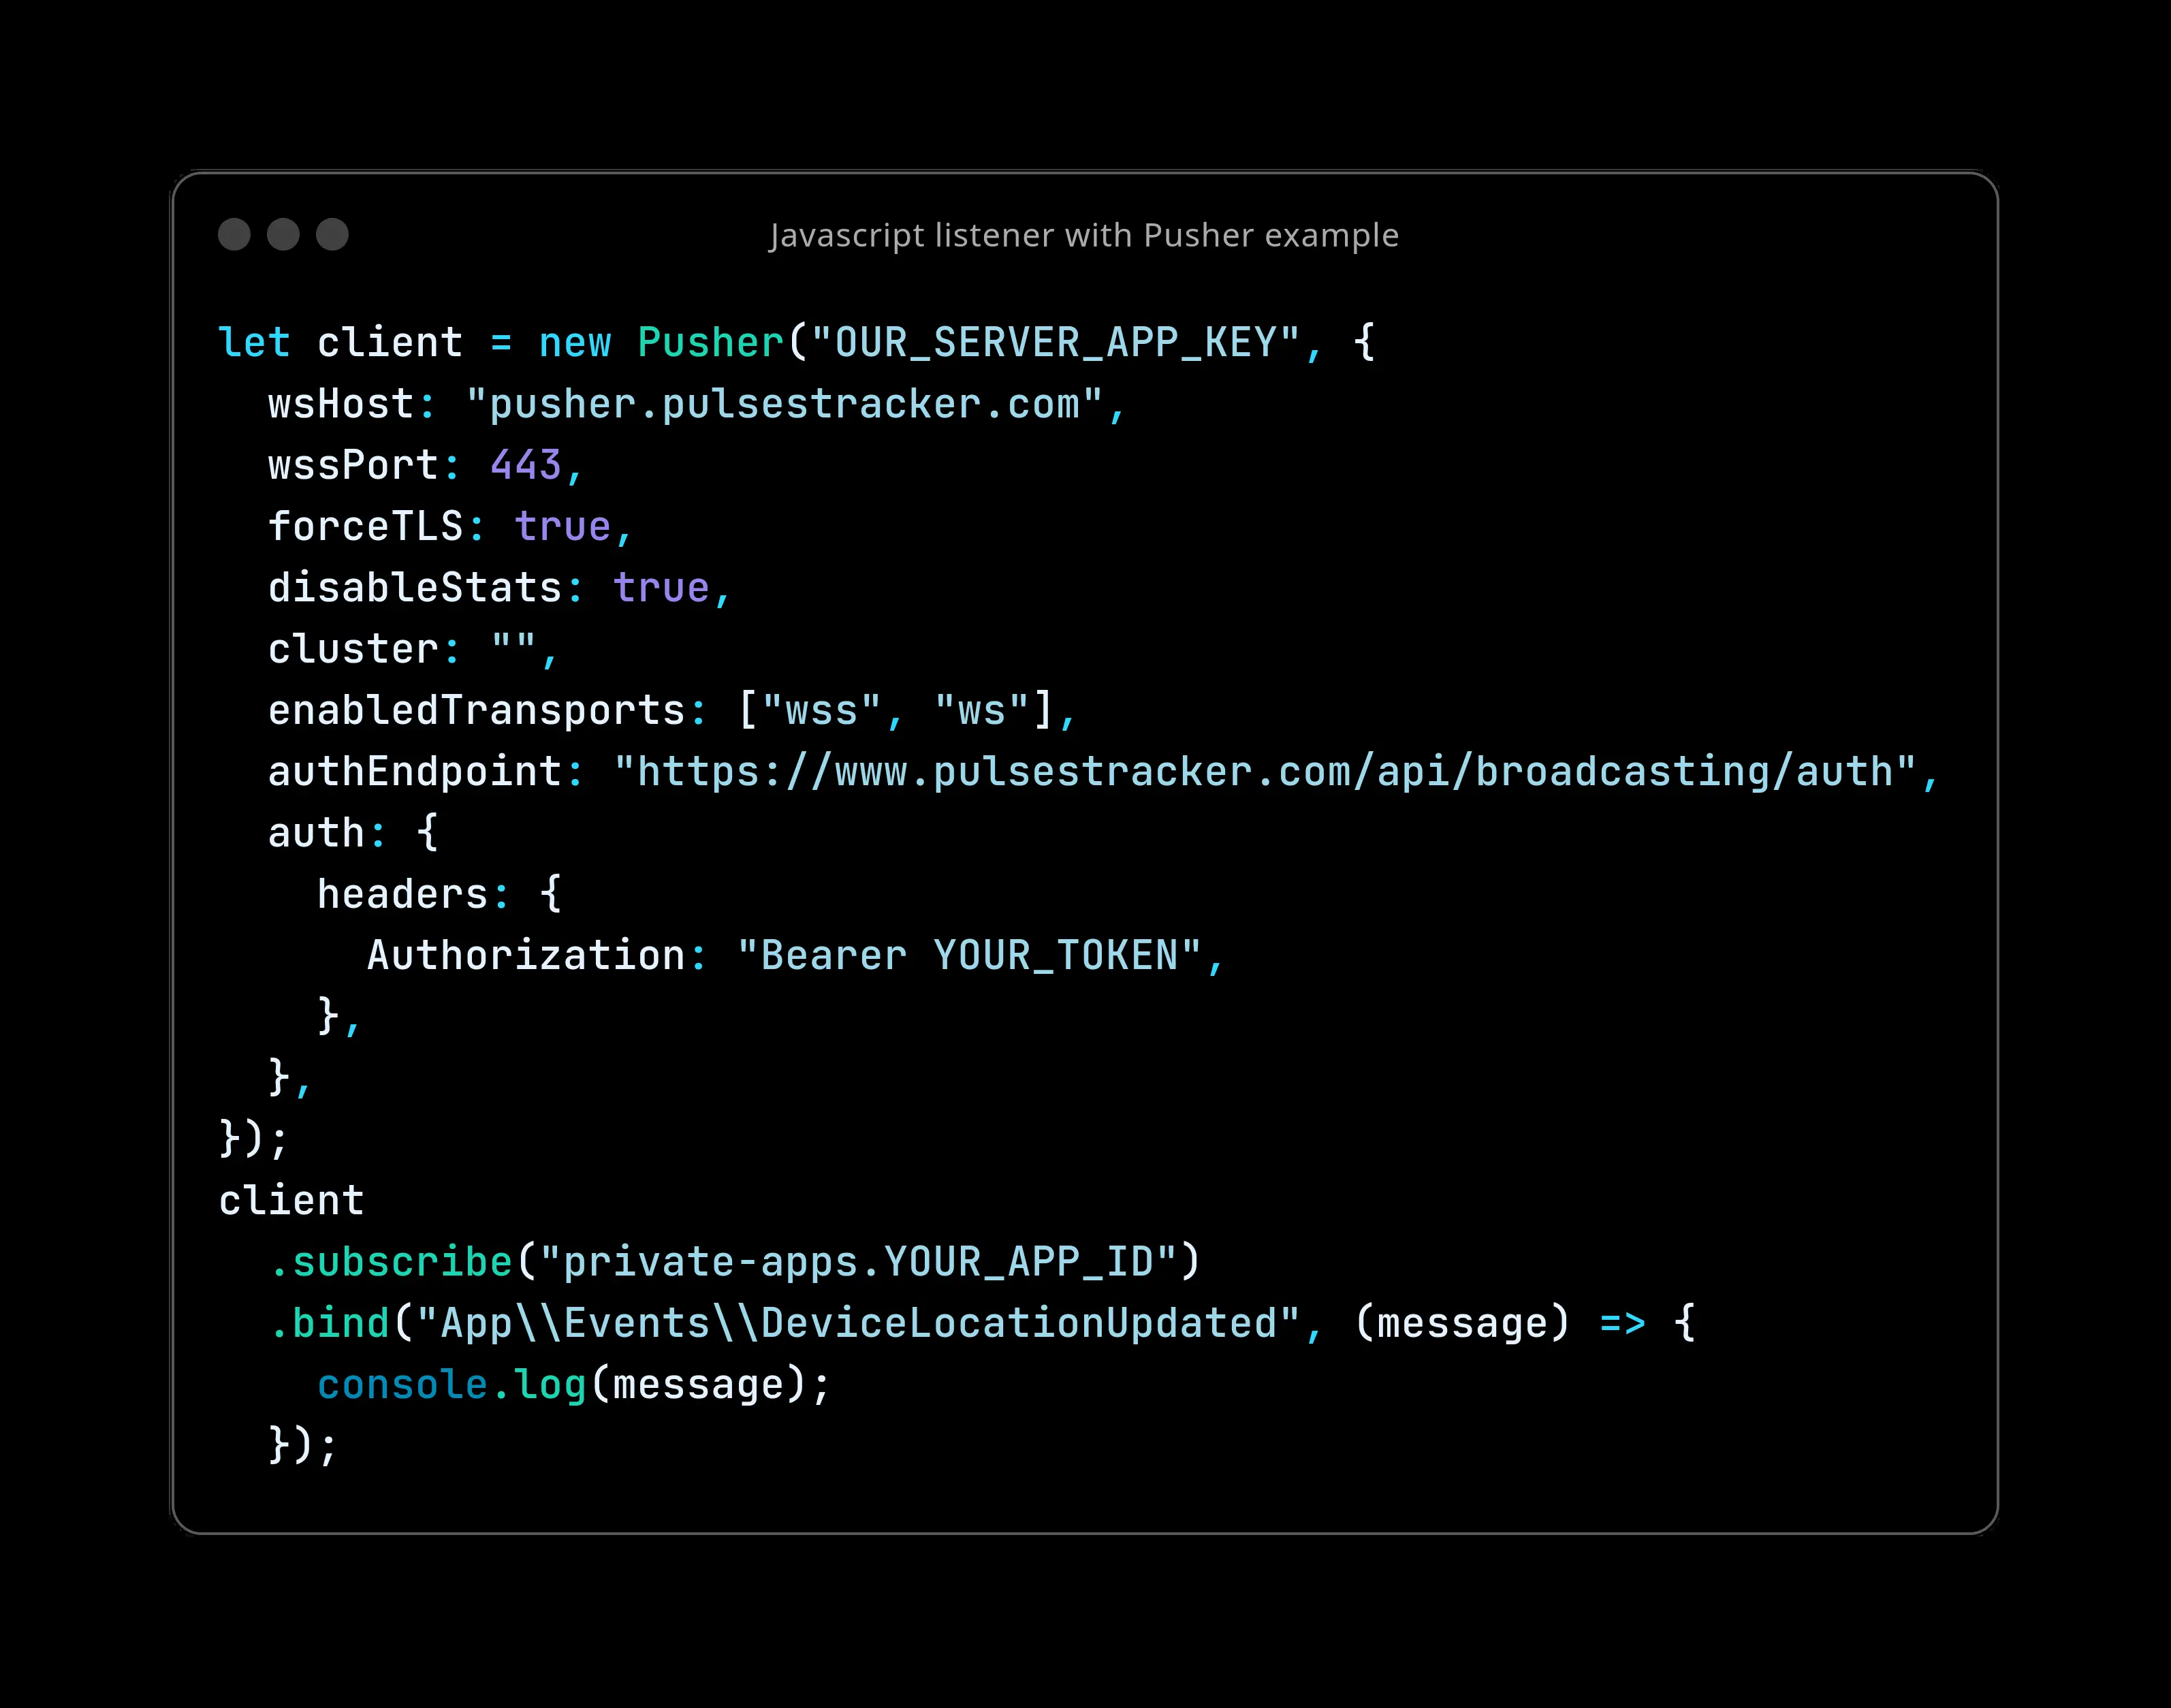 Javascript listener with Pusher example
let client = new Pusher("OUR_SERVER_APP_KEY", {
  wsHost: "pusher.pulsestracker.com",
  wssPort: 443,
  forceTLS: true,
  disableStats: true,
  cluster: "",
  enabledTransports: ["wss", "ws"],
  authEndpoint: "https://www.pulsestracker.com/api/broadcasting/auth",
  auth: {
    headers: {
      Authorization: "Bearer YOUR_TOKEN",
    },
  },
});
client
  .subscribe("private-apps.YOUR_APP_ID")
  .bind("App\\Events\\DeviceLocationUpdated", (message) => {
    console.log(message);
  });